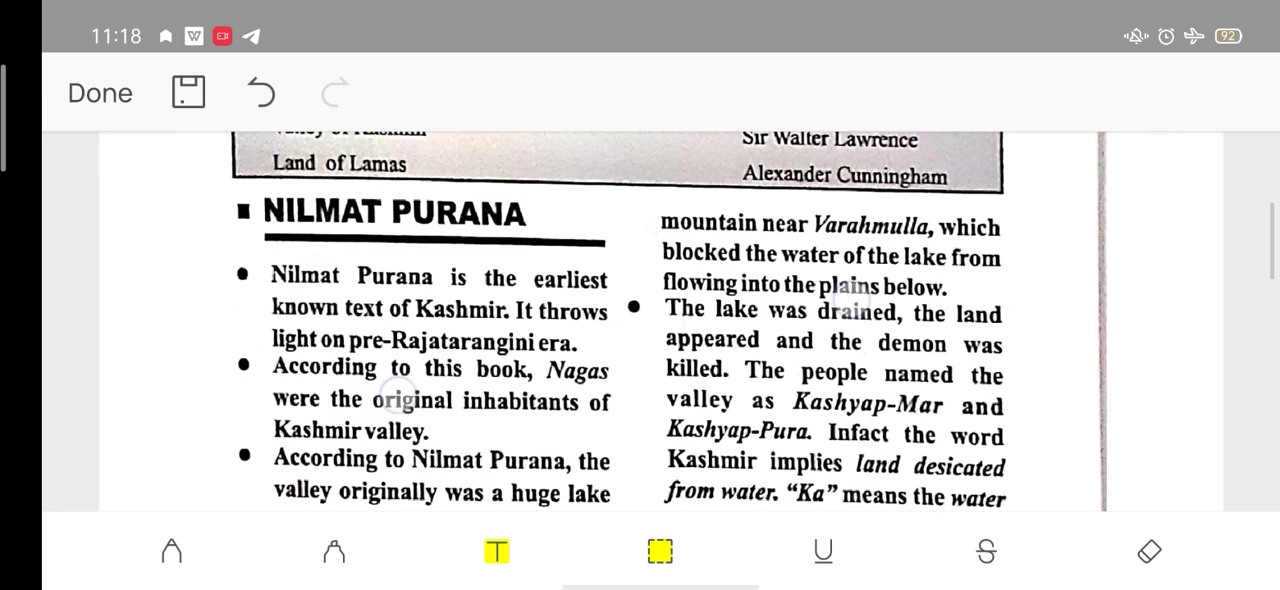 11:18
92
Done
Valley of Kashmir
Sir Walter Lawrence
Land of Lamas
Alexander Cunningham
NILMAT PURANA
• Nilmat Purana is the earliest
known text of Kashmir. It throws
light on pre-Rajatarangini era.
• According to this book, Nagas
were the original inhabitants of
Kashmir valley.
• According to Nilmat Purana, the
valley originally was a huge lake
mountain near Varahmulla, which
blocked the water of the lake from
flowing into the plains below.
• The lake was drained, the land
appeared and the demon was
killed. The people named the
valley as Kashyap-Mar and
Kashyap-Pura. Infact the word
Kashmir implies land desicated
from water. “Ka” means the water